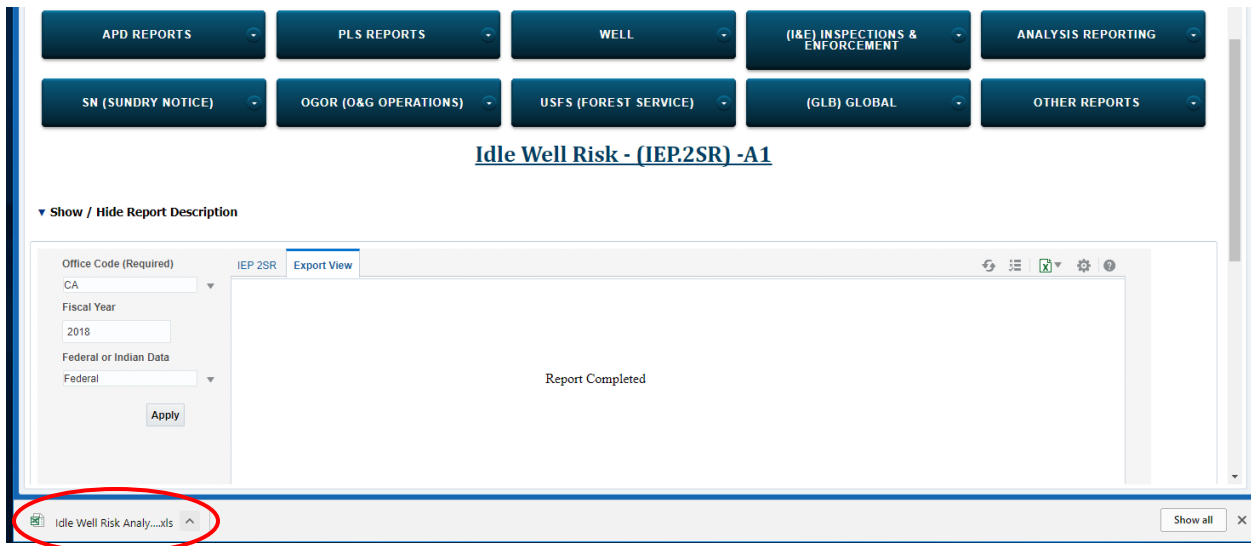 APD REPORTS
PLS REPORTS
WELL
(I&E) INSPECTIONS &
ENFORCEMENT
ANALYSIS REPORTING
SN (SUNDRY NOTICE)
OGOR (O&G OPERATIONS)
USFS (FOREST SERVICE)
(GLB) GLOBAL
OTHER REPORTS
Idle Well Risk - (IEP.2SR) -A1
Show / Hide Report Description
Office Code (Required)
CA
Fiscal Year
2018
Federal or Indian Data
Federal
Apply
IEP 2SR
Export View
Report Completed
Idle Well Risk Analy....xls
Show all